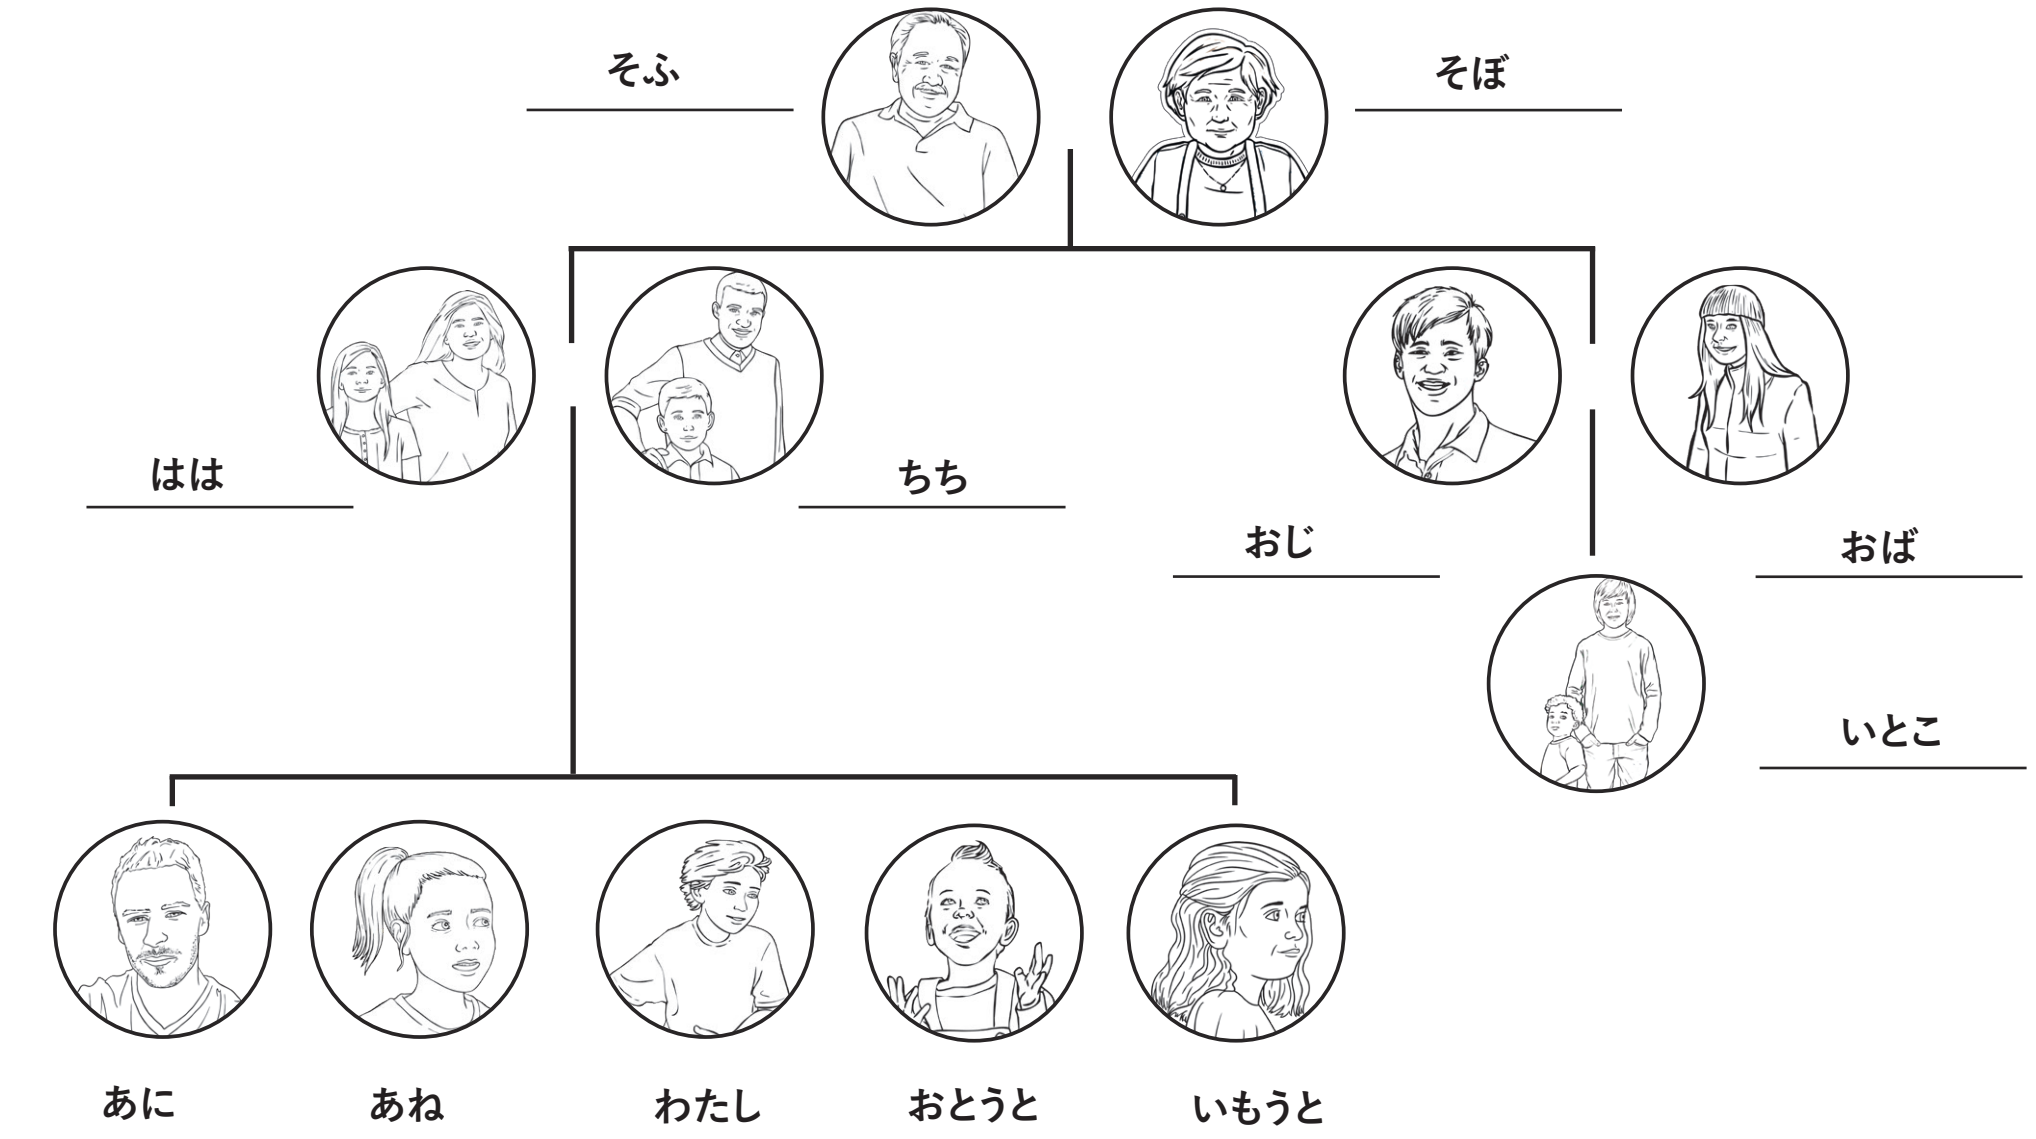 そふ
そぼ
はは
ちち
おじ
おば
いとこ
あに
あね
わたし
おとうと
いもうと